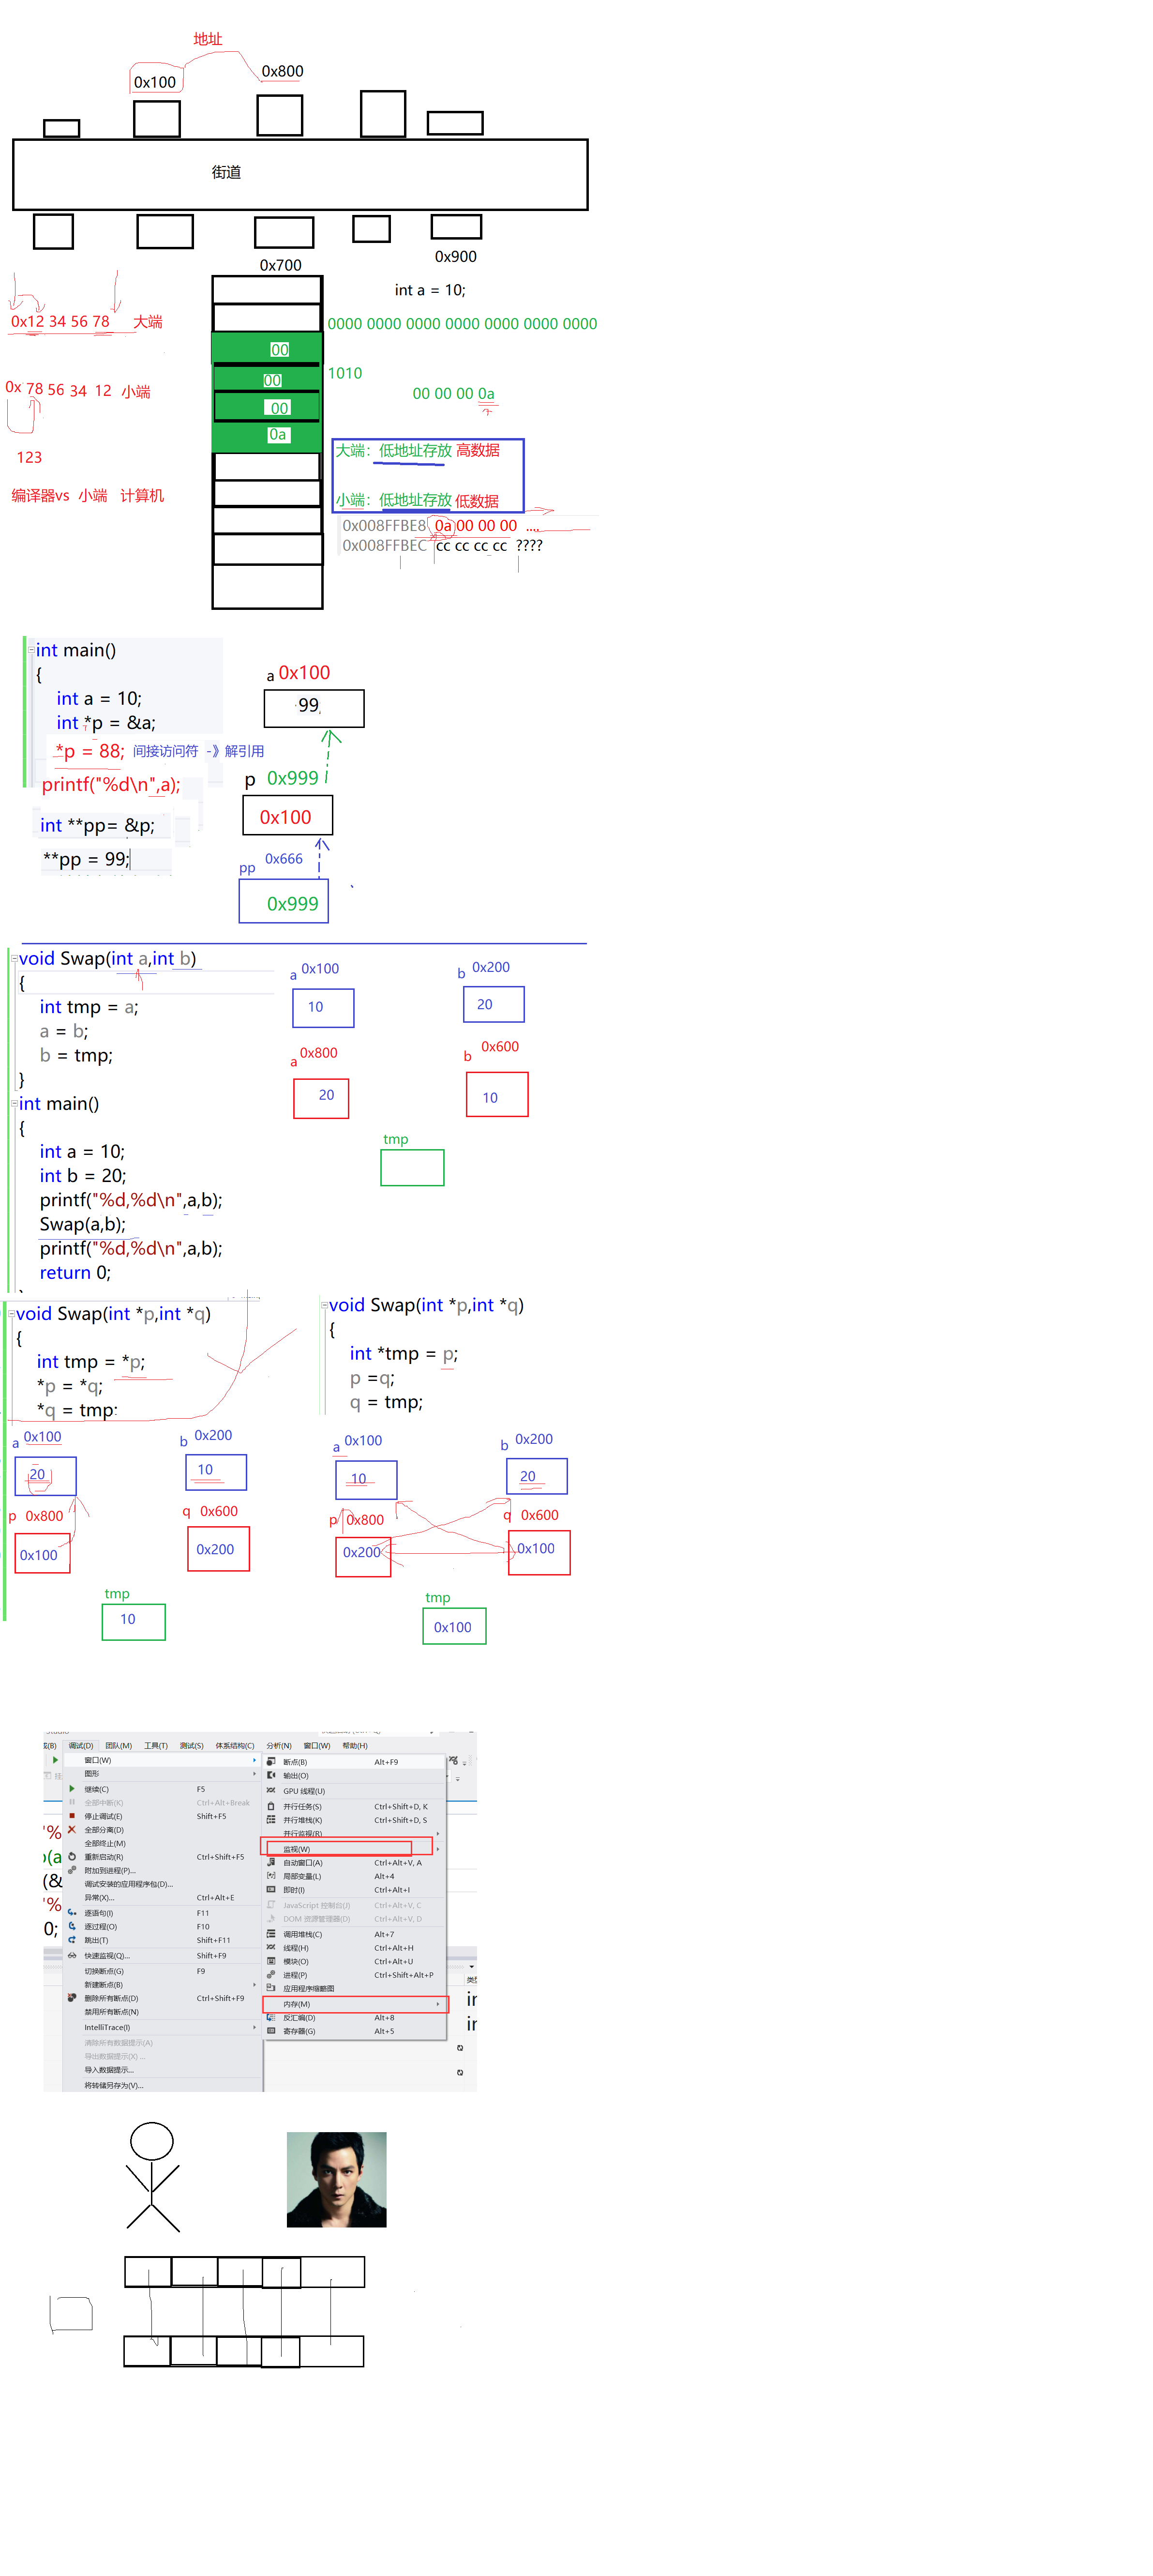 地址
0x100
0x800
街道
0x700
0x900
int a = 10;
0x12 34 56 78 大端
0000 0000 0000 0000 0000 0000 0000
1010
00
00
00
0a
0x 78 56 34 12 小端
00 00 00 0a
123
编译器vs 小端 计算机
大端：低地址存放 高数据
小端：低地址存放 低数据
0x008FFBE8 0a 00 00 00 ....
0x008FFBEC cc cc cc cc ????
int main()
{
int a = 10;
int *p = &a;
*p = 88; 间接访问符 -》解引用
printf("%d\n",a);
int **pp= &p;
**pp = 99;
a 0x100
99
p 0x999
0x100
pp 0x666
0x999
void Swap(int a,int b)
{
int tmp = a;
a = b;
b = tmp;
}
int main()
{
int a = 10;
int b = 20;
printf("%d,%d\n",a,b);
Swap(a,b);
printf("%d,%d\n",a,b);
return 0;
a 0x100
10
b 0x200
20
a 0x800
20
b 0x600
10
tmp
void Swap(int *p,int *q)
{
int tmp = *p;
*p = *q;
*q = tmp;
a 0x100
20
b 0x200
10
p 0x800
0x100
q 0x600
0x200
tmp
10
void Swap(int *p,int *q)
{
int *tmp = p;
p =q;
q = tmp;
a 0x100
10
b 0x200
20
p 0x800
0x200
q 0x600
0x100
tmp
0x100
调试(D) 团队(M) 工具(T) 测试(S) 体系结构(C) 分析(N) 窗口(W) 帮助(H)
窗口(W)
图形
继续(C) F5
全部中断(K) Ctrl+Alt+Break
停止调试(E) Shift+F5
全部分离(D)
全部终止(M)
重新启动(R) Ctrl+Shift+F5
附加到进程(P)...
调试安装的应用程序包(D)...
异常(X)... Ctrl+Alt+E
逐语句(I) F11
逐过程(O) F10
跳出(T) Shift+F11
快速监视(Q)... Shift+F9
切换断点(G) F9
新建断点(B)
删除所有断点(D) Ctrl+Shift+F9
禁用所有断点(N)
IntelliTrace(I)
清除所有数据提示(A)
导出数据提示(X) ...
导入数据提示...
将转储另存为(V)...
断点(B) Alt+F9
输出(O)
GPU 线程(U)
并行任务(S) Ctrl+Shift+D, K
并行堆栈(K) Ctrl+Shift+D, S
并行监视(R)
监视(W)
自动窗口(A) Ctrl+Alt+V, A
局部变量(L) Alt+4
即时(I) Ctrl+Alt+I
JavaScript 控制台(J) Ctrl+Alt+V, C
DOM 资源管理器(D) Ctrl+Alt+V, D
调用堆栈(C) Alt+7
线程(H) Ctrl+Alt+H
模块(O) Ctrl+Alt+U
进程(P) Ctrl+Shift+Alt+P
应用程序缩略图
内存(M)
反汇编(D) Alt+8
寄存器(G) Alt+5